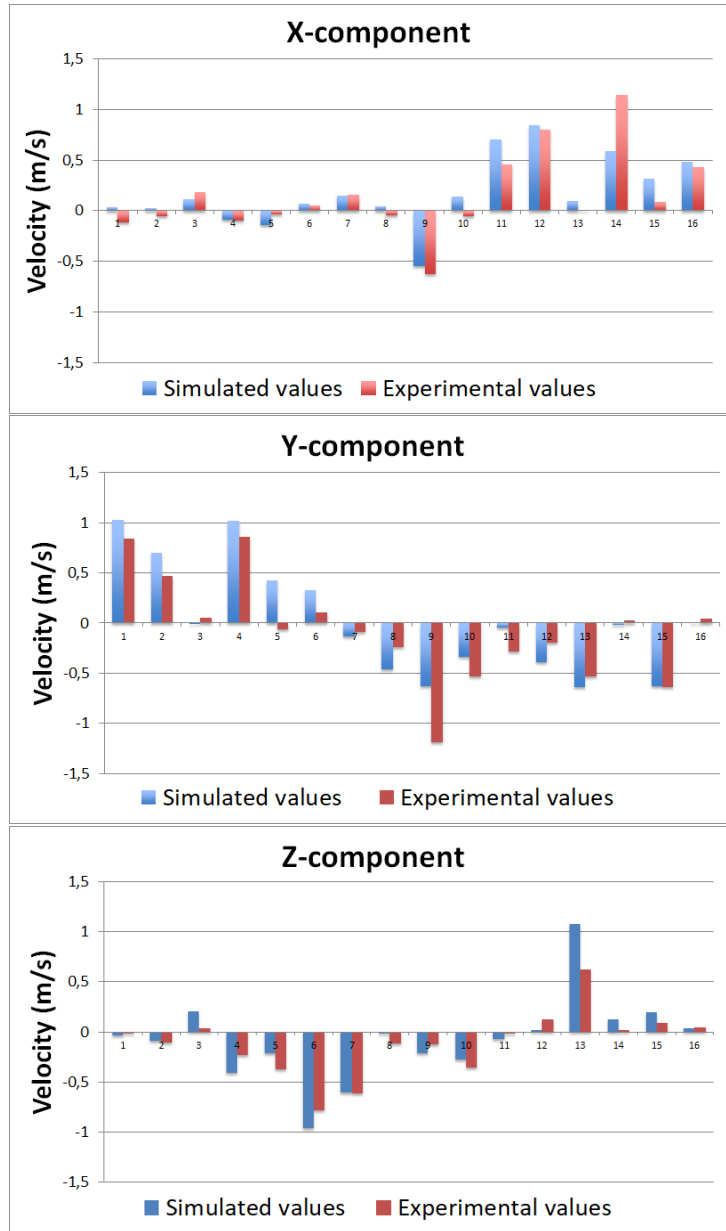 X-component
1,5
1
0,5
0
-0,5
-1
-1,5
Velocity (m/s)
1 2 3 4 5 6 7 8 9 10 11 12 13 14 15 16
Simulated values Experimental values
Y-component
1,5
1
0,5
0
-0,5
-1
-1,5
Velocity (m/s)
1 2 3 4 5 6 7 8 9 10 11 12 13 14 15 16
Simulated values Experimental values
Z-component
1,5
1
0,5
0
-0,5
-1
-1,5
Velocity (m/s)
1 2 3 4 5 6 7 8 9 10 11 12 13 14 15 16
Simulated values Experimental values